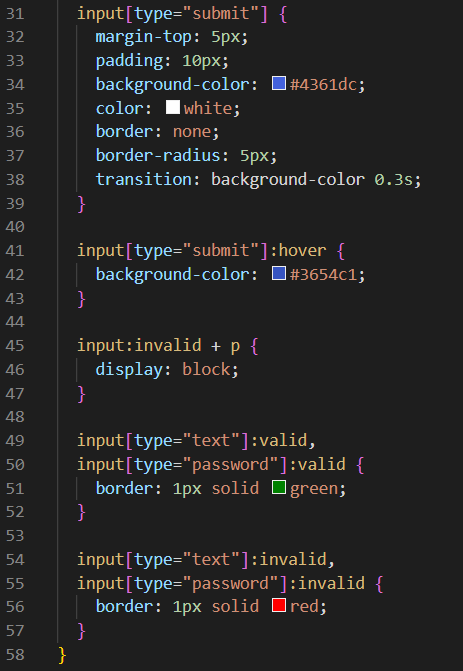 31 input[type="submit"] {
32 margin-top: 5px;
33 padding: 10px;
34 background-color: #4361dc;
35 color: white;
36 border: none;
37 border-radius: 5px;
38 transition: background-color 0.3s;
39 }
40
41 input[type="submit"]:hover {
42 background-color: #3654c1;
43 }
44
45 input:invalid + p {
46 display: block;
47 }
48
49 input[type="text"]:valid,
50 input[type="password"]:valid {
51 border: 1px solid green;
52 }
53
54 input[type="text"]:invalid,
55 input[type="password"]:invalid {
56 border: 1px solid red;
57 }
58 }